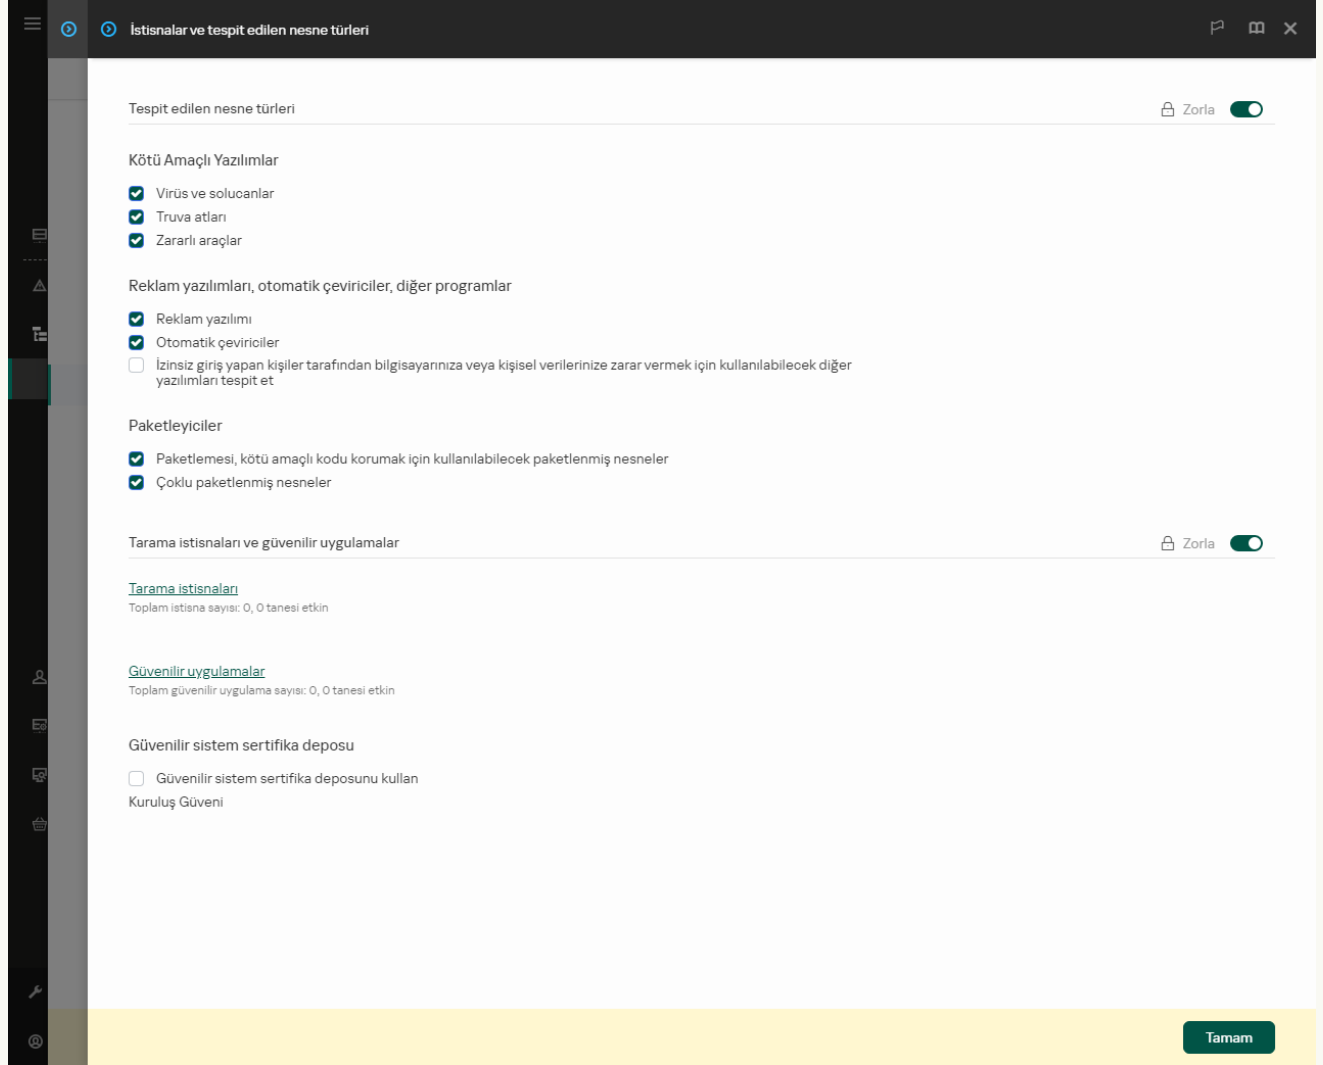 İstisnalar ve tespit edilen nesne türleri
Tespit edilen nesne türleri
Zorla
Kötü Amaçlı Yazılımlar
Virüs ve solucanlar
Truva atları
Zararlı araçlar
Reklam yazılımları, otomatik çeviriciler, diğer programlar
Reklam yazılımı
Otomatik çeviriciler
İzinsiz giriş yapan kişiler tarafından bilgisayarınıza veya kişisel verilerinize zarar vermek için kullanılabilecek diğer
yazılımları tespit et
Paketleyiciler
Paketlemesi, kötü amaçlı kodu korumak için kullanılabilecek paketlenmiş nesneler
Çoklu paketlenmiş nesneler
Tarama istisnaları ve güvenilir uygulamalar
Zorla
Tarama istisnaları
Toplam istisna sayısı: 0, 0 tanesi etkin
Güvenilir uygulamalar
Toplam güvenilir uygulama sayısı: 0, 0 tanesi etkin
Güvenilir sistem sertifika deposu
Güvenilir sistem sertifika deposunu kullan
Kuruluş Güveni
Tamam